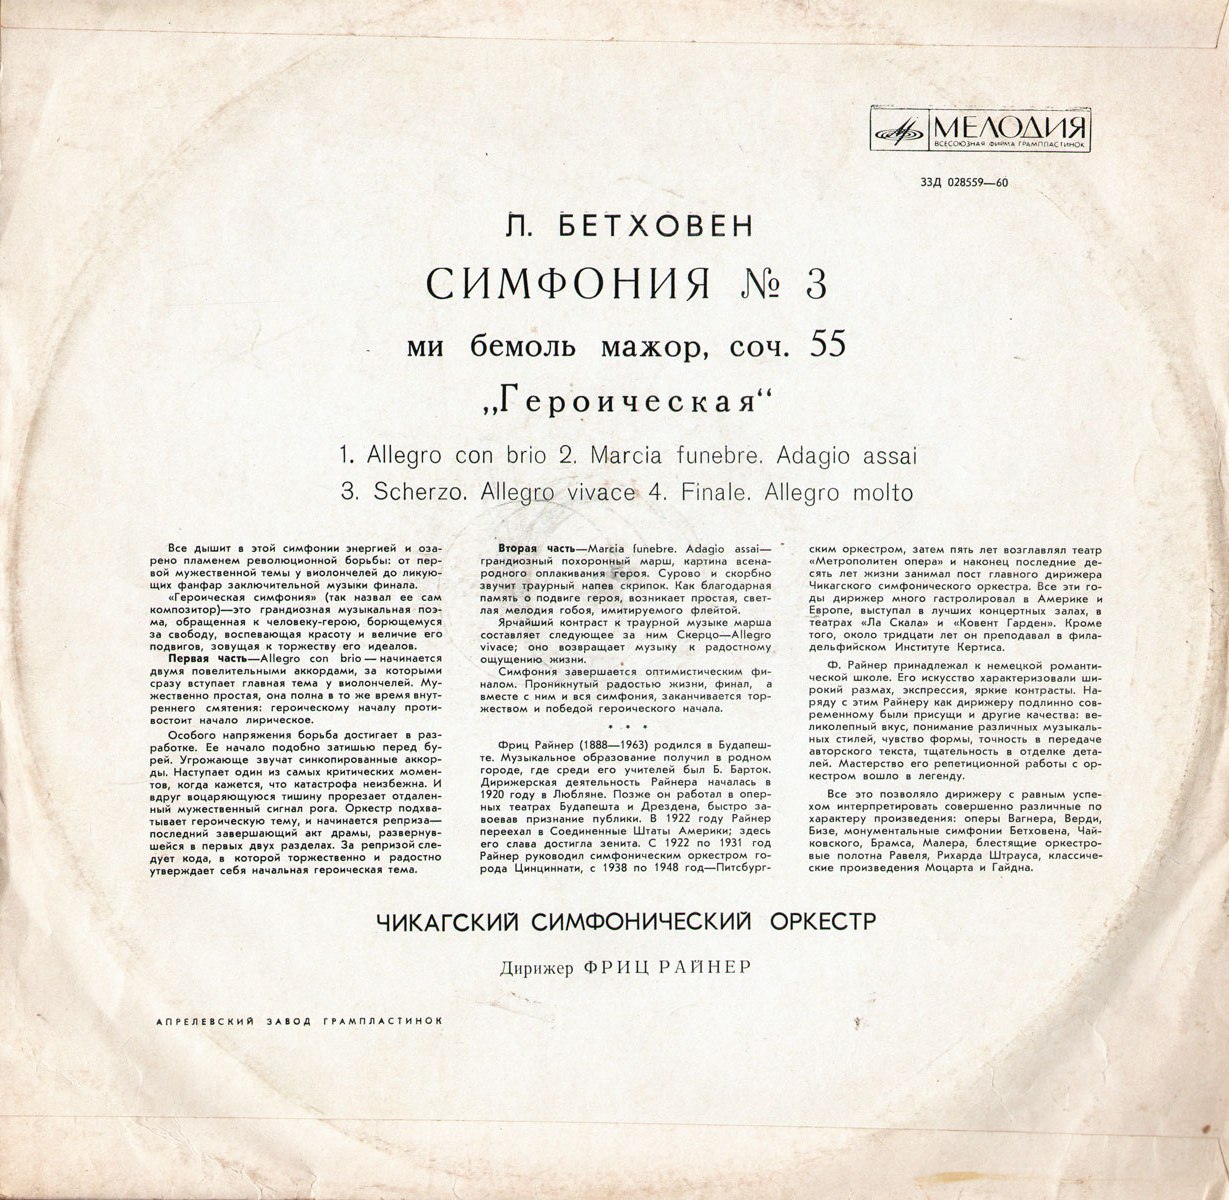 МЕЛОДИЯ
ВСЕСОЮЗНАЯ ФИРМА ГРАМПЛАСТИНОК
33Д 028559—60
Л. БЕТХОВЕН
СИМФОНИЯ № 3
ми бемоль мажор, соч. 55
„Героическая“
1. Allegro con brio 2. Marcia funebre. Adagio assai
3. Scherzo. Allegro vivace 4. Finale. Allegro molto
Все дышит в этой симфонии энергией и оза-
рено пламенем революционной борьбы: от пер-
вой мужественной темы у виолончелей до ликую-
щих фанфар заключительной музыки финала.
«Героическая симфония» (так назвал ее сам
композитор)—это грандиозная музыкальная поэ-
ма, обращенная к человеку-герою, борющемуся
за свободу, воспевающая красоту и величие его
подвигов, зовущая к торжеству его идеалов.
Первая часть—Allegro con brio — начинается
двумя повелительными аккордами, за которыми
сразу вступает главная тема у виолончелей. Му-
жественно простая, она полна в то же время внут-
реннего смятения: героическому началу проти-
востоит начало лирическое.
Особого напряжения борьба достигает в раз-
работке. Ее начало подобно затишью перед бу-
рей. Угрожающе звучат синкопированные аккор-
ды. Наступает один из самых критических момен-
тов, когда кажется, что катастрофа неизбежна. И
вдруг воцаряющуюся тишину прорезает отдален-
ный мужественный сигнал рога. Оркестр подхва-
тывает героическую тему, и начинается реприза—
последний завершающий акт драмы, развернув-
шейся в первых двух разделах. За репризой сле-
дует кода, в которой торжественно и радостно
утверждает себя начальная героическая тема.
Вторая часть—Marcia funebre. Adagio assai—
грандиозный похоронный марш, картина всена-
родного оплакивания героя. Сурово и скорбно
звучит траурный напев скрипок. Как благодарная
память о подвиге героя, возникает простая, свет-
лая мелодия гобоя, имитируемого флейтой.
Ярчайший контраст к траурной музыке марша
составляет следующее за ним Скерцо—Allegro
vivace; оно возвращает музыку к радостному
ощущению жизни.
Симфония завершается оптимистическим фи-
налом. Проникнутый радостью жизни, финал, а
вместе с ним и вся симфония, заканчивается тор-
жеством и победой героического начала.
* * *
Фриц Райнер (1888—1963) родился в Будапеш-
те. Музыкальное образование получил в родном
городе, где среди его учителей был Б. Барток.
Дирижерская деятельность Райнера началась в
1920 году в Любляне. Позже он работал в опер-
ных театрах Будапешта и Дрездена, быстро за-
воевав признание публики. В 1922 году Райнер
переехал в Соединенные Штаты Америки; здесь
его слава достигла зенита. С 1922 по 1931 год
Райнер руководил симфоническим оркестром го-
рода Цинциннати, с 1938 по 1948 год—Питсбург-
ским оркестром, затем пять лет возглавлял театр
«Метрополитен опера» и наконец последние де-
сять лет жизни занимал пост главного дирижера
Чикагского симфонического оркестра. Все эти го-
ды дирижер много гастролировал в Америке и
Европе, выступал в лучших концертных залах, в
театрах «Ла Скала» и «Ковент Гарден». Кроме
того, около тридцати лет он преподавал в фила-
дельфийском Институте Кертиса.
Ф. Райнер принадлежал к немецкой романти-
ческой школе. Его искусство характеризовали ши-
рокий размах, экспрессия, яркие контрасты. На-
ряду с этим Райнеру как дирижеру подлинно сов-
ременному были присущи и другие качества: ве-
ликолепный вкус, понимание различных музыкаль-
ных стилей, чувство формы, точность в передаче
авторского текста, тщательность в отделке дета-
лей. Мастерство его репетиционной работы с ор-
кестром вошло в легенду.
Все это позволяло дирижеру с равным успе-
хом интерпретировать совершенно различные по
характеру произведения: оперы Вагнера, Верди,
Бизе, монументальные симфонии Бетховена, Чай-
ковского, Брамса, Малера, блестящие оркестро-
вые полотна Равеля, Рихарда Штрауса, классиче-
ские произведения Моцарта и Гайдна.
ЧИКАГСКИЙ СИМФОНИЧЕСКИЙ ОРКЕСТР
Дирижер ФРИЦ РАЙНЕР
АПРЕЛЕВСКИЙ ЗАВОД ГРАМПЛАСТИНОК